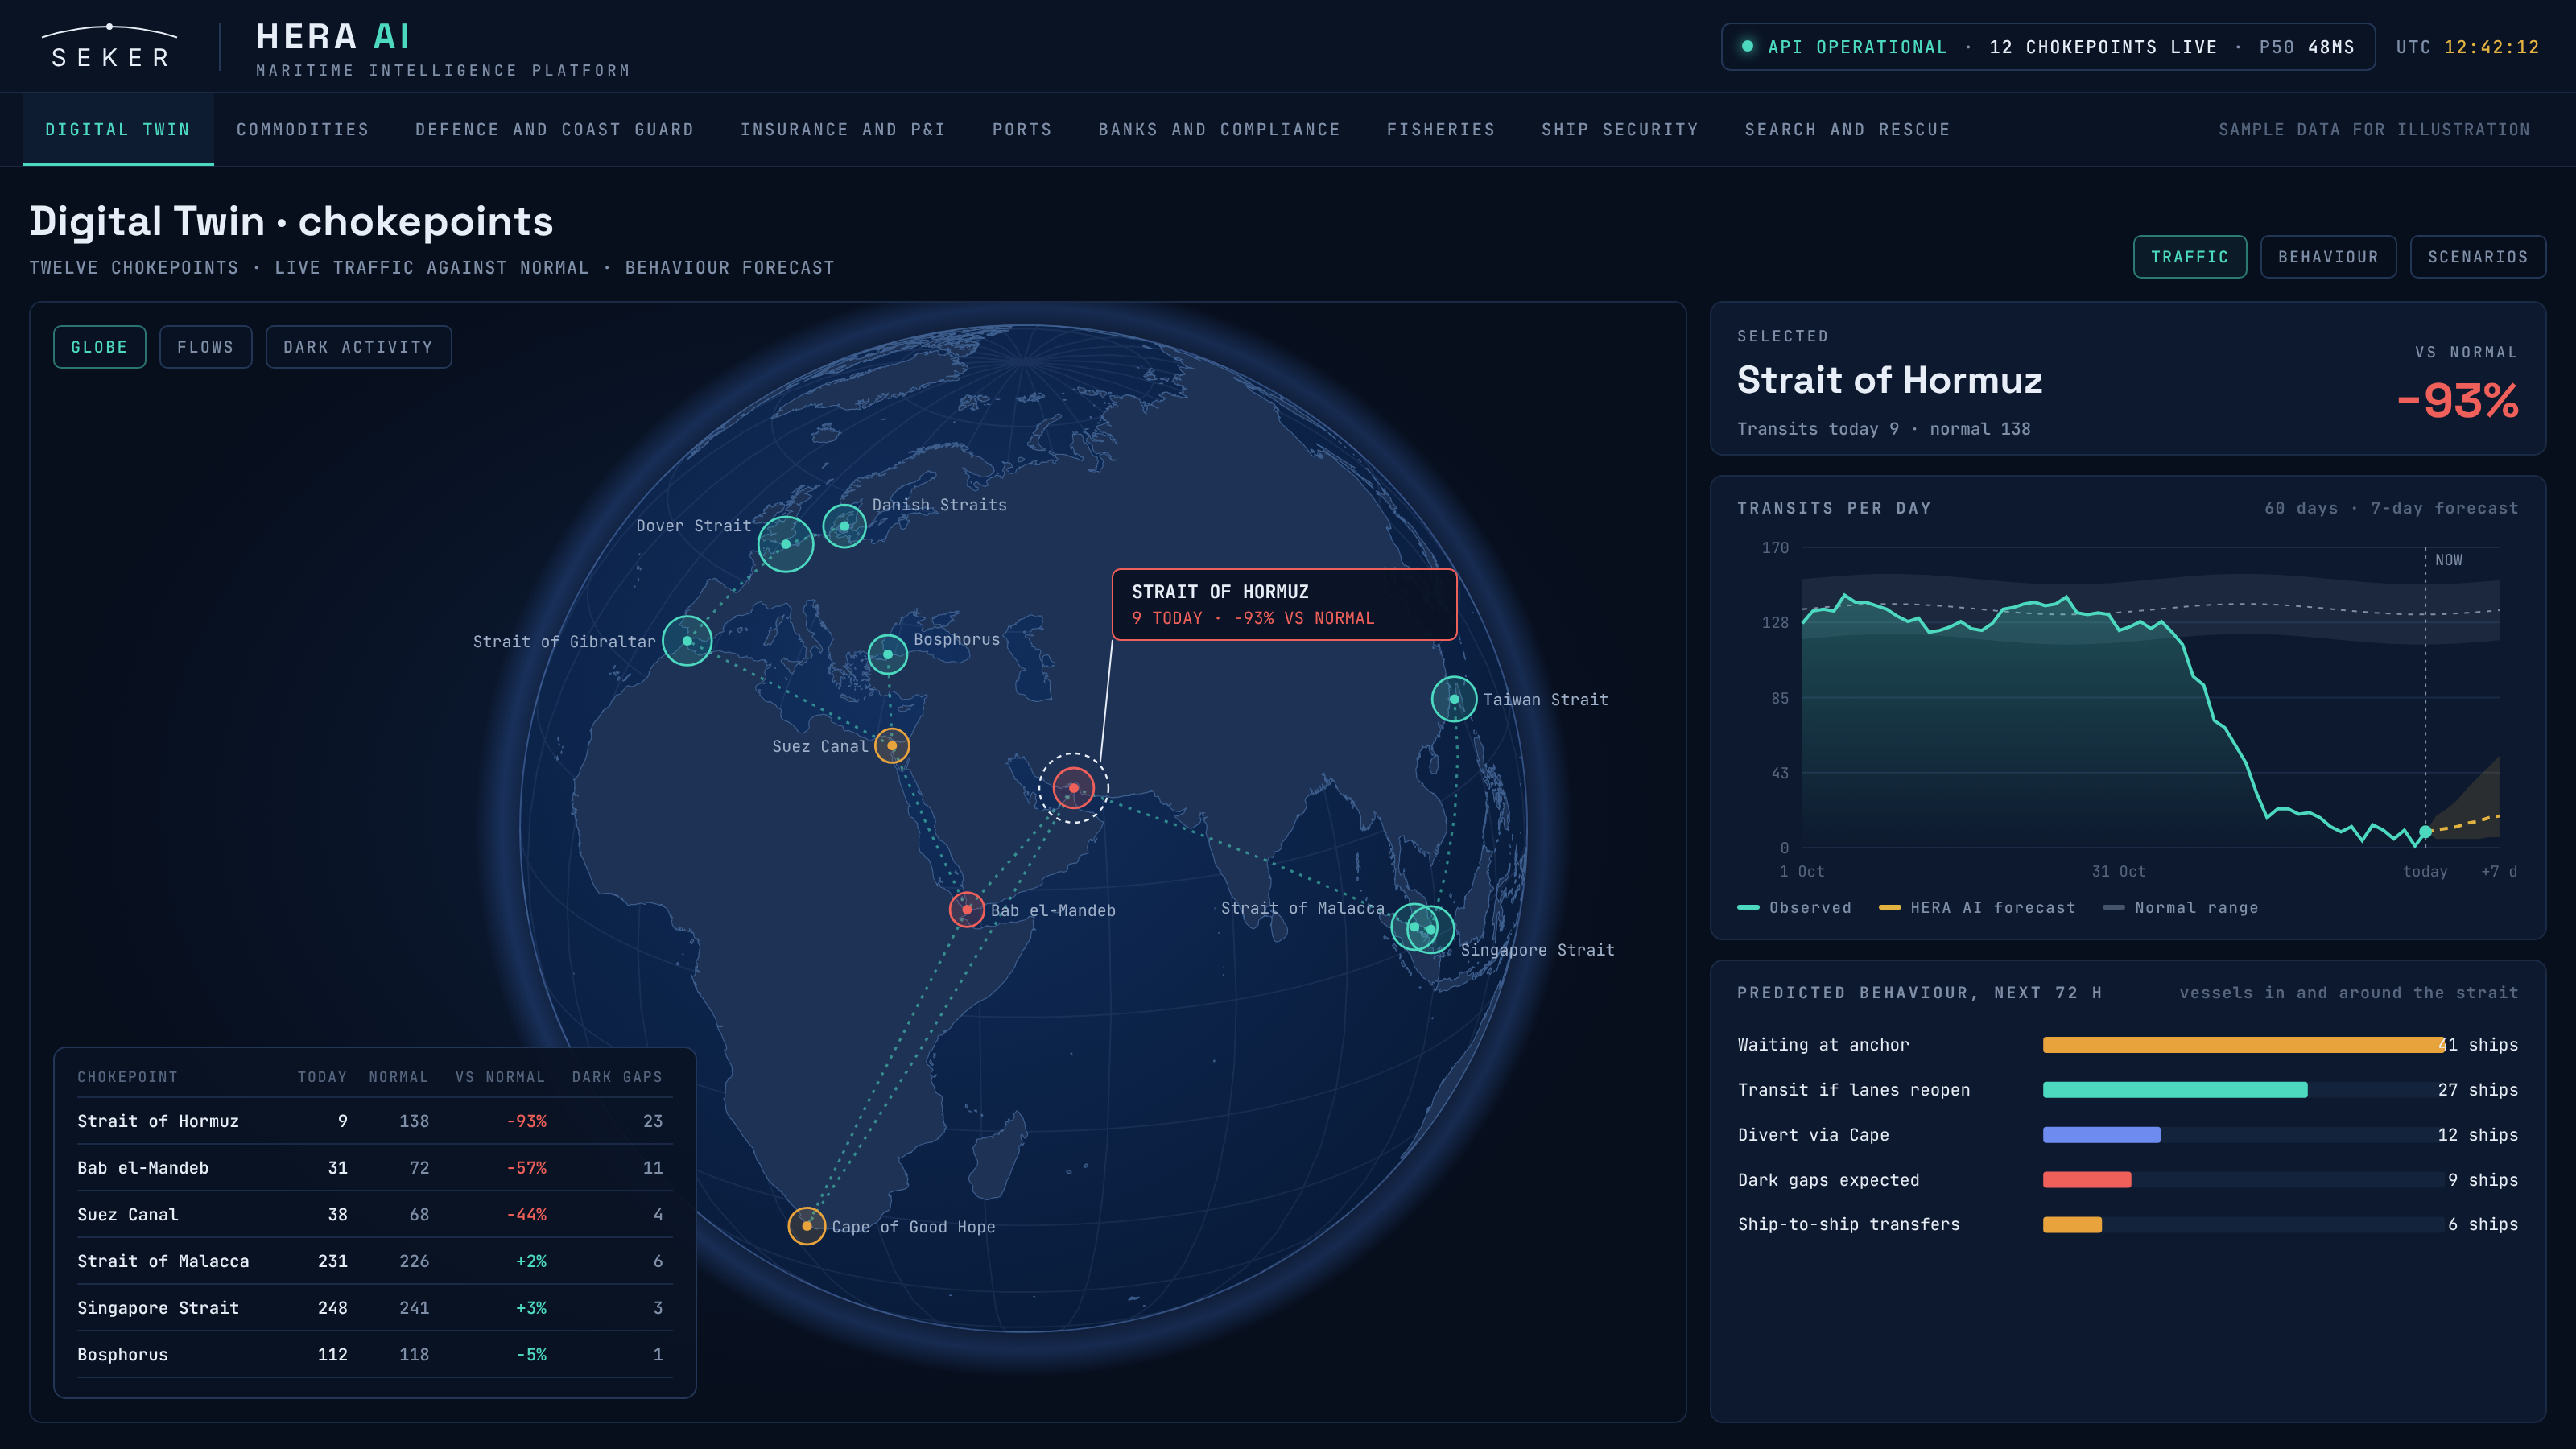 SEKER
HERA AI
MARITIME INTELLIGENCE PLATFORM
API OPERATIONAL · 12 CHOKEPOINTS LIVE · P50 48MS
UTC 12:42:12
DIGITAL TWIN
COMMODITIES
DEFENCE AND COAST GUARD
INSURANCE AND P&I
PORTS
BANKS AND COMPLIANCE
FISHERIES
SHIP SECURITY
SEARCH AND RESCUE
SAMPLE DATA FOR ILLUSTRATION
Digital Twin · chokepoints
TWELVE CHOKEPOINTS · LIVE TRAFFIC AGAINST NORMAL · BEHAVIOUR FORECAST
TRAFFIC
BEHAVIOUR
SCENARIOS
GLOBE
FLOWS
DARK ACTIVITY
Danish Straits
Dover Strait
STRAIT OF HORMUZ
9 TODAY · -93% VS NORMAL
Strait of Gibraltar
Bosphorus
Taiwan Strait
Suez Canal
Bab el-Mandeb
Strait of Malacca
Singapore Strait
Cape of Good Hope
CHOKEPOINT TODAY NORMAL VS NORMAL DARK GAPS
Strait of Hormuz 9 138 -93% 23
Bab el-Mandeb 31 72 -57% 11
Suez Canal 38 68 -44% 4
Strait of Malacca 231 226 +2% 6
Singapore Strait 248 241 +3% 3
Bosphorus 112 118 -5% 1
SELECTED
Strait of Hormuz
Transits today 9 · normal 138
VS NORMAL
-93%
TRANSITS PER DAY
60 days · 7-day forecast
170
NOW
128
85
43
0
1 Oct
31 Oct
today
+7 d
Observed
HERA AI forecast
Normal range
PREDICTED BEHAVIOUR, NEXT 72 H
vessels in and around the strait
Waiting at anchor 41 ships
Transit if lanes reopen 27 ships
Divert via Cape 12 ships
Dark gaps expected 9 ships
Ship-to-ship transfers 6 ships